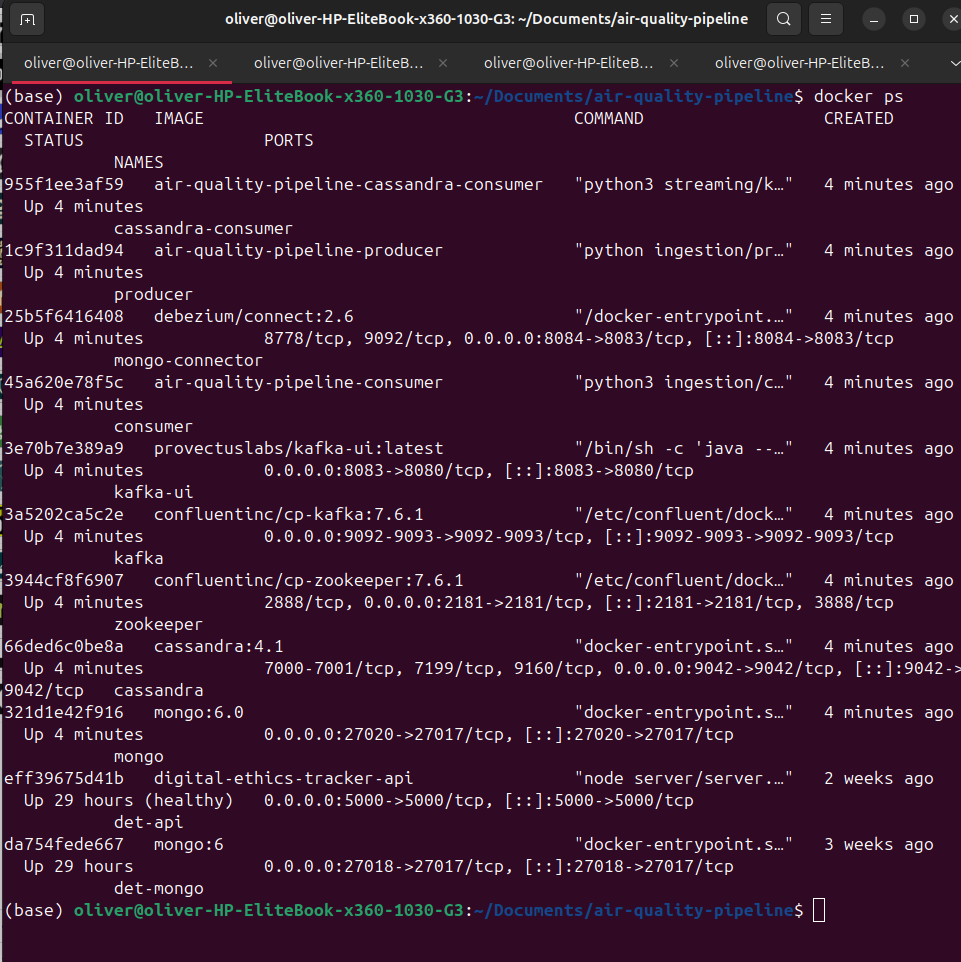 oliver@oliver-HP-EliteBook-x360-1030-G3: ~/Documents/air-quality-pipeline
oliver@oliver-HP-EliteB... × oliver@oliver-HP-EliteB... × oliver@oliver-HP-EliteB... × oliver@oliver-HP-EliteB... ×
(base) oliver@oliver-HP-EliteBook-x360-1030-G3:~/Documents/air-quality-pipeline$ docker ps
CONTAINER ID   IMAGE                                     COMMAND                  CREATED
  STATUS                  PORTS
           NAMES
955f1ee3af59   air-quality-pipeline-cassandra-consumer   "python3 streaming/k…"   4 minutes ago
  Up 4 minutes
           cassandra-consumer
1c9f311dad94   air-quality-pipeline-producer             "python ingestion/pr…"   4 minutes ago
  Up 4 minutes
           producer
25b5f6416408   debezium/connect:2.6                      "/docker-entrypoint.…"   4 minutes ago
  Up 4 minutes            8778/tcp, 9092/tcp, 0.0.0.0:8084->8083/tcp, [::]:8084->8083/tcp
           mongo-connector
45a620e78f5c   air-quality-pipeline-consumer             "python3 ingestion/c…"   4 minutes ago
  Up 4 minutes
           consumer
3e70b7e389a9   provectuslabs/kafka-ui:latest             "/bin/sh -c 'java --…"   4 minutes ago
  Up 4 minutes            0.0.0.0:8083->8080/tcp, [::]:8083->8080/tcp
           kafka-ui
3a5202ca5c2e   confluentinc/cp-kafka:7.6.1               "/etc/confluent/dock…"   4 minutes ago
  Up 4 minutes            0.0.0.0:9092-9093->9092-9093/tcp, [::]:9092-9093->9092-9093/tcp
           kafka
3944cf8f6907   confluentinc/cp-zookeeper:7.6.1           "/etc/confluent/dock…"   4 minutes ago
  Up 4 minutes            2888/tcp, 0.0.0.0:2181->2181/tcp, [::]:2181->2181/tcp, 3888/tcp
           zookeeper
66ded6c0be8a   cassandra:4.1                             "docker-entrypoint.s…"   4 minutes ago
  Up 4 minutes            7000-7001/tcp, 7199/tcp, 9160/tcp, 0.0.0.0:9042->9042/tcp, [::]:9042->
9042/tcp   cassandra
321d1e42f916   mongo:6.0                                 "docker-entrypoint.s…"   4 minutes ago
  Up 4 minutes            0.0.0.0:27020->27017/tcp, [::]:27020->27017/tcp
           mongo
eff39675d41b   digital-ethics-tracker-api                "node server/server.…"   2 weeks ago
  Up 29 hours (healthy)   0.0.0.0:5000->5000/tcp, [::]:5000->5000/tcp
           det-api
da754fede667   mongo:6                                   "docker-entrypoint.s…"   3 weeks ago
  Up 29 hours             0.0.0.0:27018->27017/tcp, [::]:27018->27017/tcp
           det-mongo
(base) oliver@oliver-HP-EliteBook-x360-1030-G3:~/Documents/air-quality-pipeline$